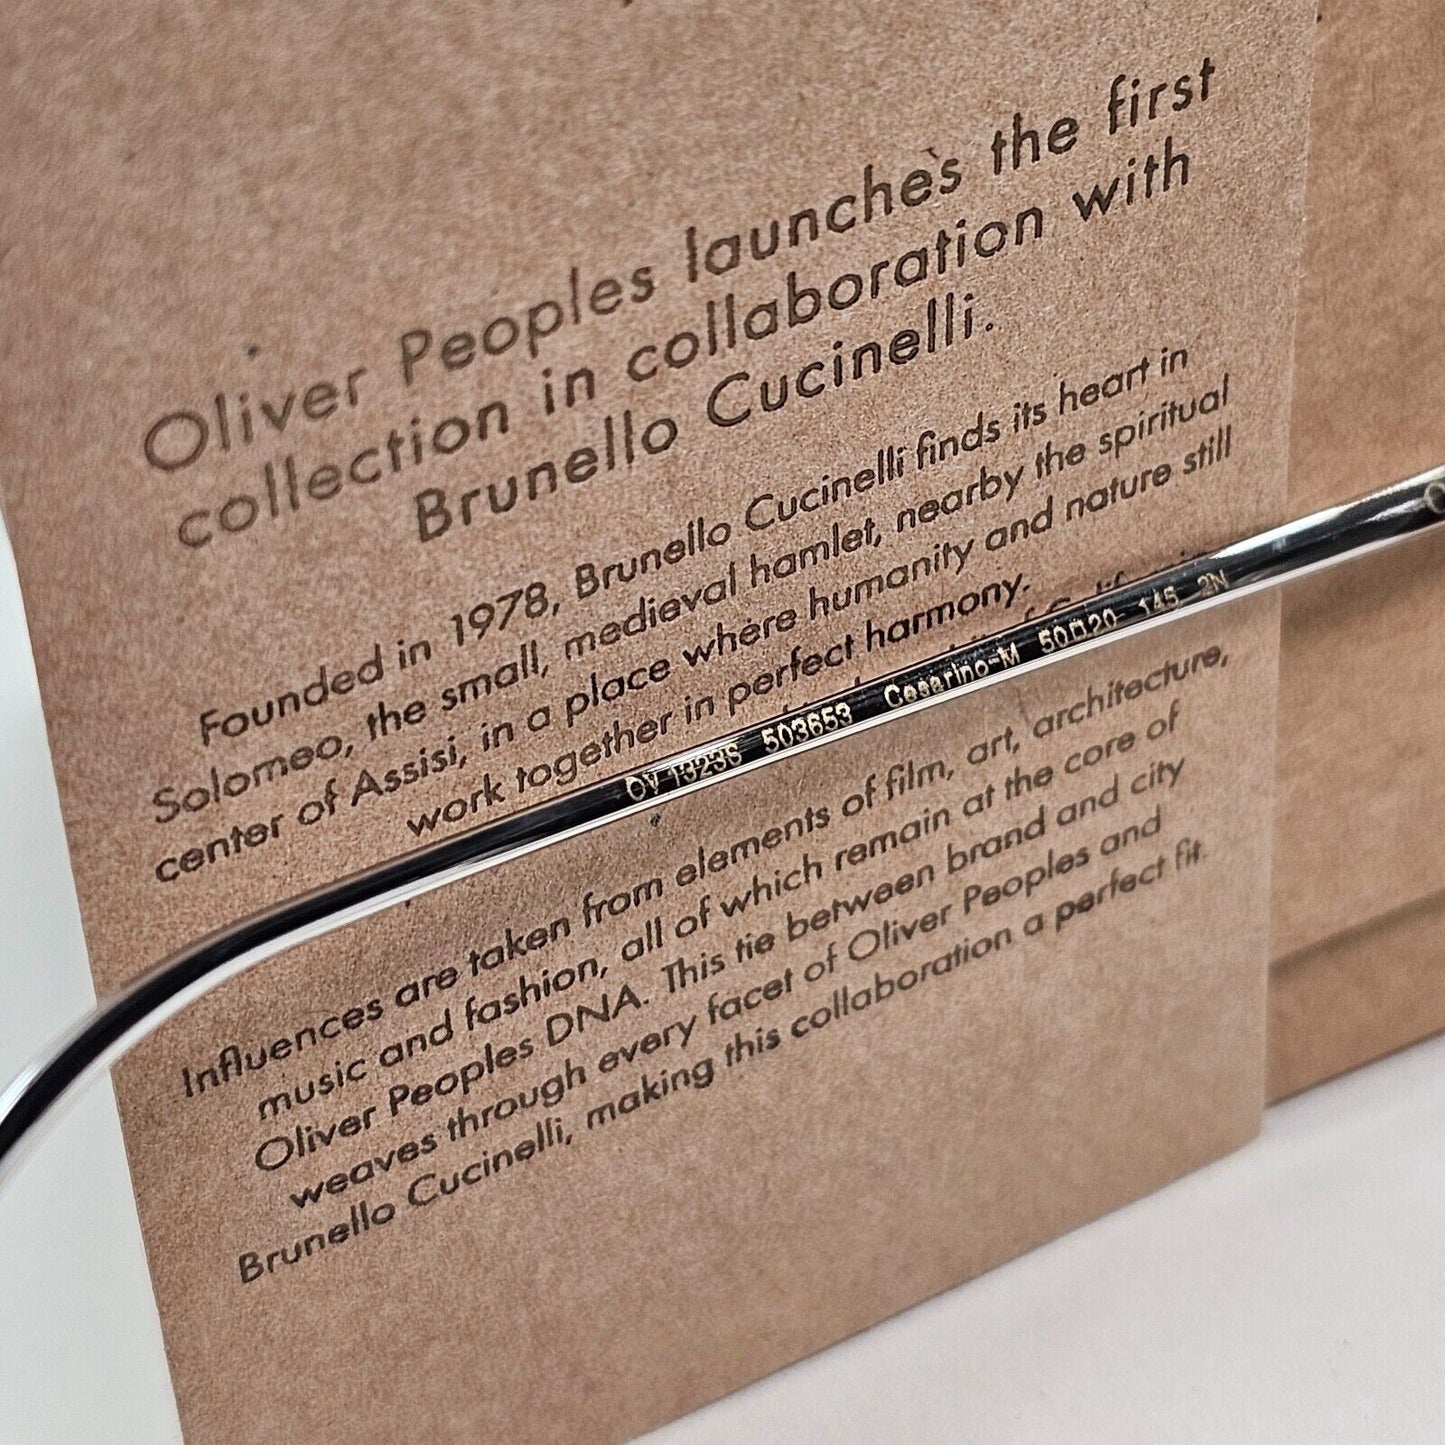 Oliver Peoples launches the first
collection in collaboration with
Brunello Cucinelli.
Founded in 1978, Brunello Cucinelli finds its heart in
Solomeo, the small, medieval hamlet, nearby the spiritual
center of Assisi, in a place where humanity and nature still
work together in perfect harmony.
of California
OV 1323S 503653 Cesarino-M 50□20 145 2N
Influences are taken from elements of film, art, architecture,
music and fashion, all of which remain at the core of
Oliver Peoples DNA. This tie between brand and city
weaves through every facet of Oliver Peoples and
Brunello Cucinelli, making this collaboration a perfect fit.